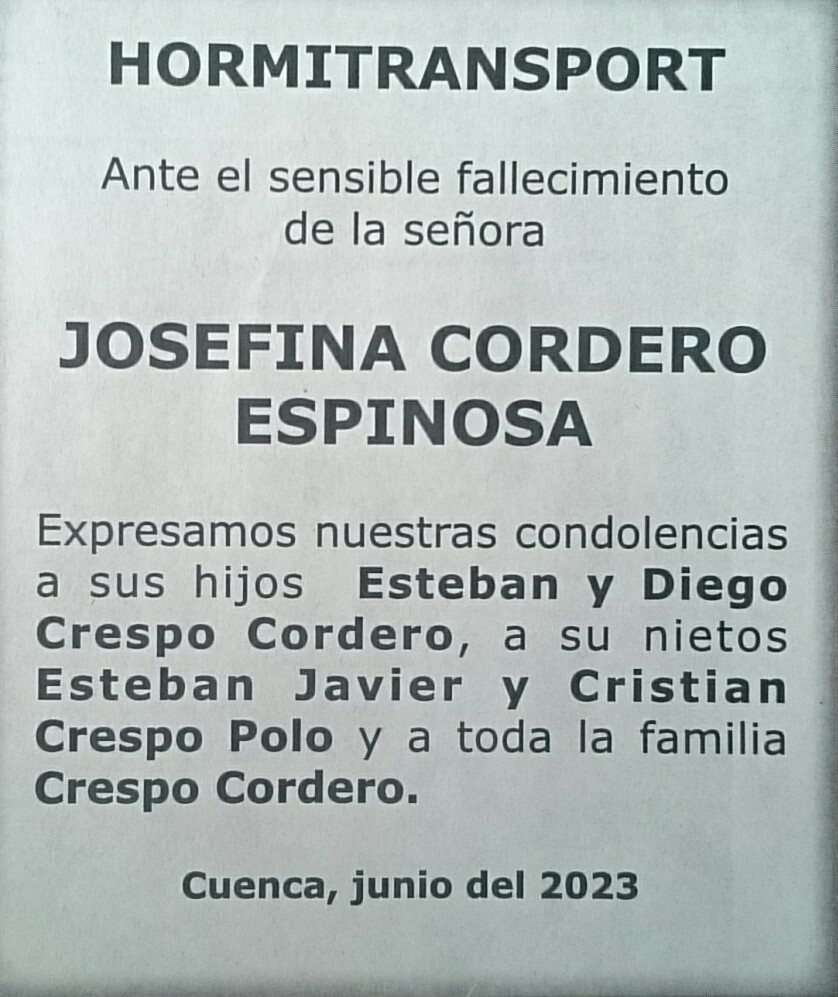 HORMITRANSPORT
Ante el sensible fallecimiento
de la señora
JOSEFINA CORDERO
ESPINOSA
Expresamos nuestras condolencias
a sus hijos Esteban y Diego
Crespo Cordero, a su nietos
Esteban Javier y Cristian
Crespo Polo y a toda la familia
Crespo Cordero.
Cuenca, junio del 2023